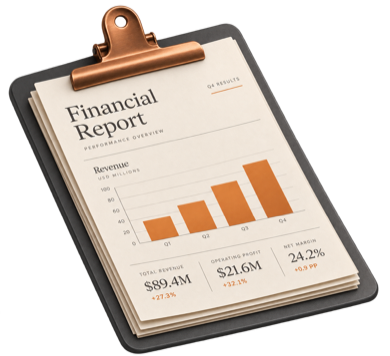 Financial
Report
Q4 RESULTS
PERFORMANCE OVERVIEW
Revenue
USD MILLIONS
100
80
60
40
20
0
Q1
Q2
Q3
Q4
TOTAL REVENUE
$89.4M
+27.3%
OPERATING PROFIT
$21.6M
+32.1%
NET MARGIN
24.2%
+0.9 PP